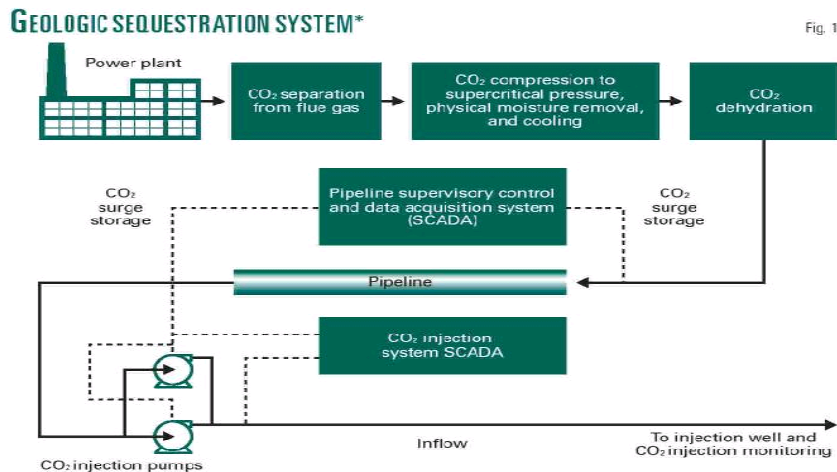 GEOLOGIC SEQUESTRATION SYSTEM*
Fig. 1
Power plant
CO₂ separation
from flue gas
CO₂ compression to
supercritical pressure,
physical moisture removal,
and cooling
CO₂
dehydration
CO₂
surge
storage
Pipeline supervisory control
and data acquisition system
(SCADA)
CO₂
surge
storage
Pipeline
CO₂ injection
system SCADA
Inflow
To injection well and
CO₂ injection monitoring
CO₂ injection pumps